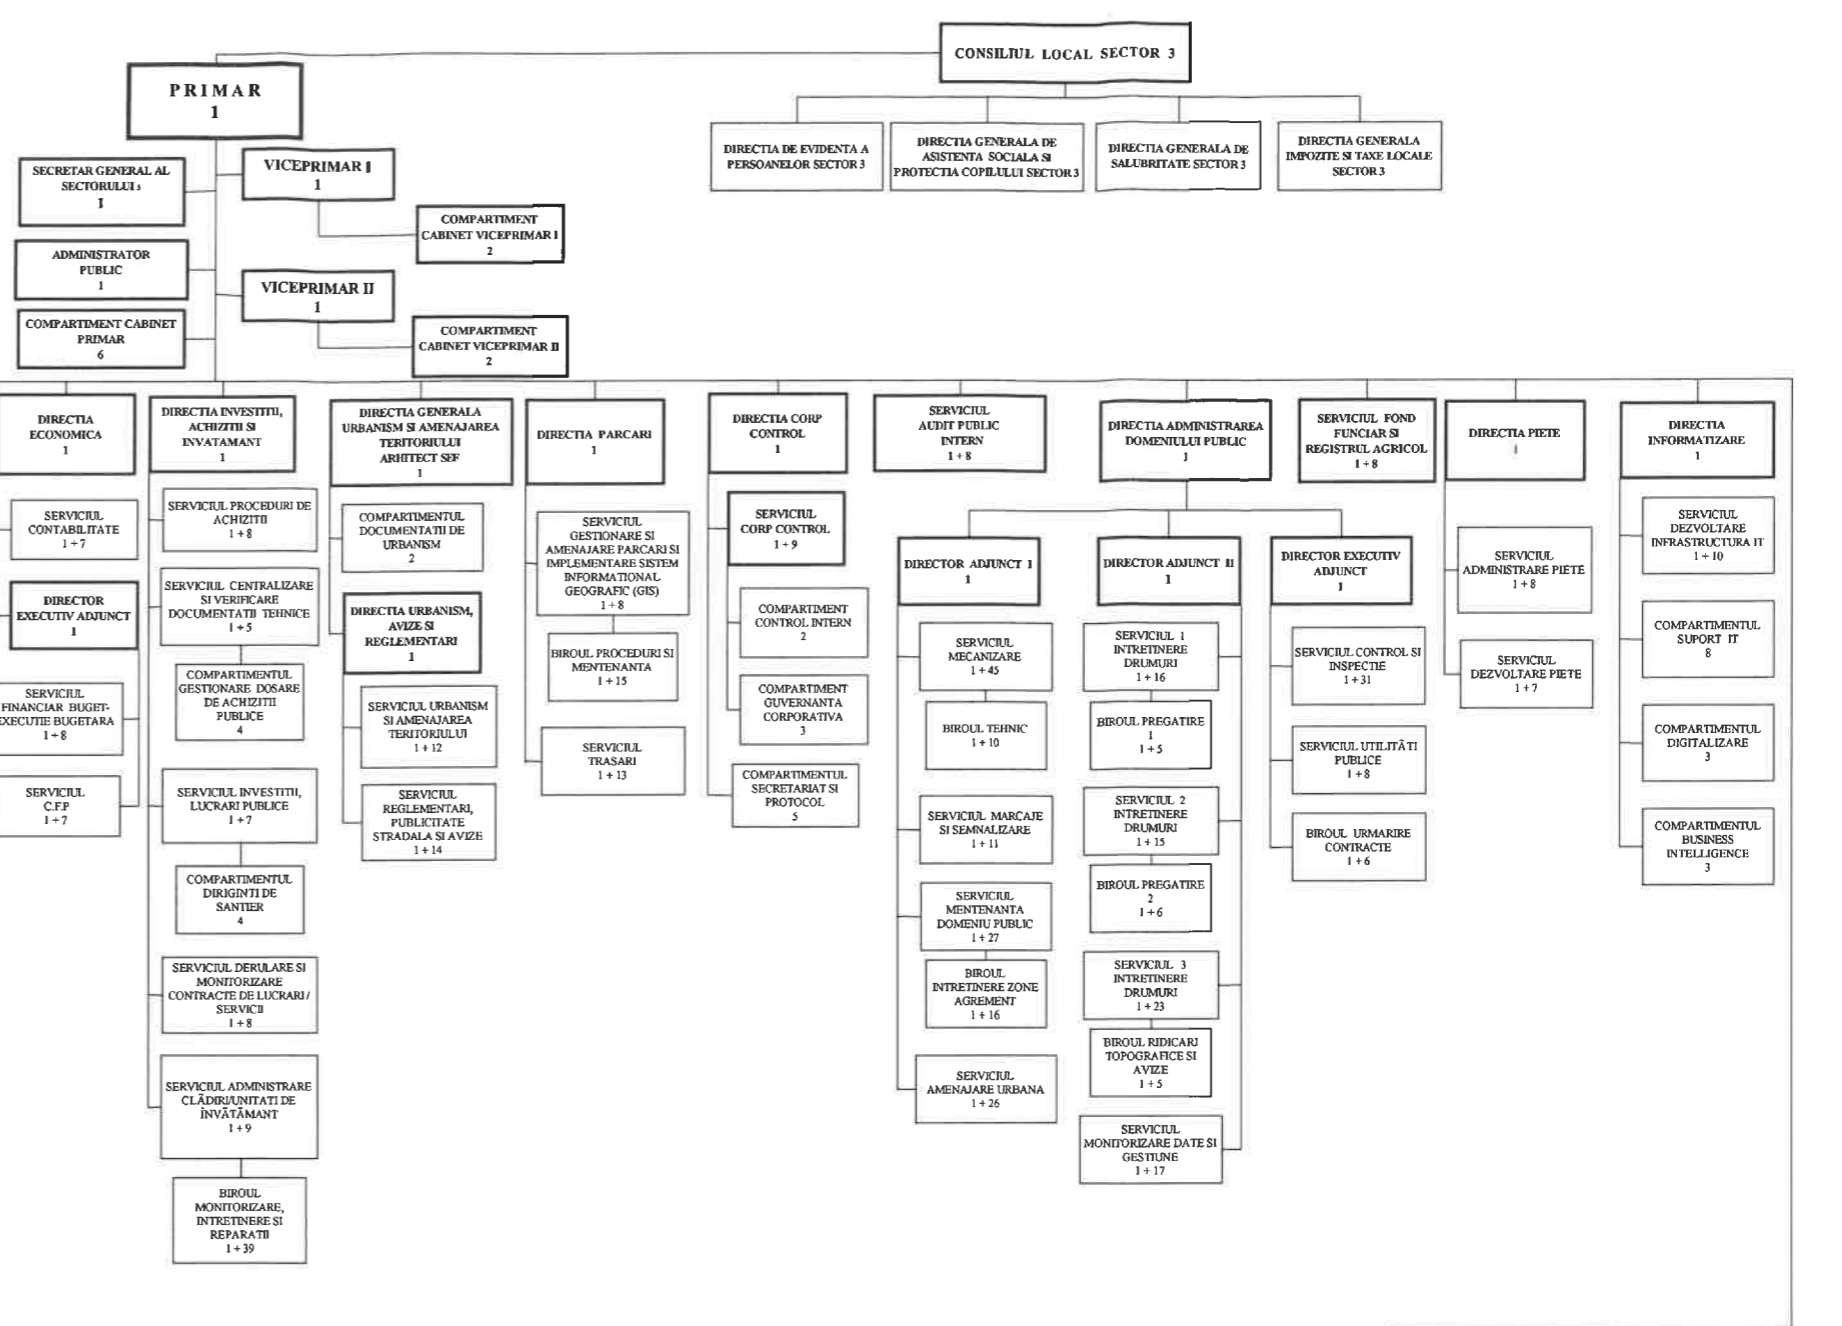 CONSILIUL LOCAL SECTOR 3
PRIMAR
1
DIRECTIA DE EVIDENTA A
PERSOANELOR SECTOR 3
DIRECTIA GENERALA DE
ASISTENTA SOCIALA SI
PROTECTIA COPILULUI SECTOR 3
DIRECTIA GENERALA DE
SALUBRITATE SECTOR 3
DIRECTIA GENERALA
IMPOZITE SI TAXE LOCALE
SECTOR 3
SECRETAR GENERAL AL
SECTORULUI 3
1
VICEPRIMAR I
1
COMPARTIMENT
CABINET VICEPRIMAR I
2
ADMINISTRATOR
PUBLIC
1
VICEPRIMAR II
1
COMPARTIMENT CABINET
PRIMAR
6
COMPARTIMENT
CABINET VICEPRIMAR II
2
DIRECTIA
ECONOMICA
1
SERVICIUL
CONTABILITATE
1 + 7
DIRECTOR
EXECUTIV ADJUNCT
1
SERVICIUL
FINANCIAR BUGET-
EXECUTIE BUGETARA
1 + 8
SERVICIUL
C.F.P
1 + 7
DIRECTIA INVESTITII,
ACHIZITII SI
INVATAMANT
1
SERVICIUL PROCEDURI DE
ACHIZITII
1 + 8
SERVICIUL CENTRALIZARE
SI VERIFICARE
DOCUMENTATII TEHNICE
1 + 5
COMPARTIMENTUL
GESTIONARE DOSARE
DE ACHIZITII
PUBLICE
4
SERVICIUL INVESTITII,
LUCRARI PUBLICE
1 + 7
COMPARTIMENTUL
DIRIGINTI DE
SANTIER
4
SERVICIUL DERULARE SI
MONITORIZARE
CONTRACTE DE LUCRARI /
SERVICII
1 + 8
SERVICIUL ADMINISTRARE
CLĂDIRI/UNITATI DE
ÎNVĂTĂMANT
1 + 9
BIROUL
MONITORIZARE,
INTRETINERE SI
REPARATII
1 + 39
DIRECTIA GENERALA
URBANISM SI AMENAJAREA
TERITORIULUI
ARHITECT SEF
1
COMPARTIMENTUL
DOCUMENTATII DE
URBANISM
2
DIRECTIA URBANISM,
AVIZE SI
REGLEMENTARI
1
SERVICIUL URBANISM
SI AMENAJAREA
TERITORIULUI
1 + 12
SERVICIUL
REGLEMENTARI,
PUBLICITATE
STRADALA SI AVIZE
1 + 14
DIRECTIA PARCARI
1
SERVICIUL
GESTIONARE SI
AMENAJARE PARCARI SI
IMPLEMENTARE SISTEM
INFORMATIONAL
GEOGRAFIC (GIS)
1 + 8
BIROUL PROCEDURI SI
MENTENANTA
1 + 15
SERVICIUL
TRASARI
1 + 13
DIRECTIA CORP
CONTROL
1
SERVICIUL
CORP CONTROL
1 + 9
COMPARTIMENT
CONTROL INTERN
2
COMPARTIMENT
GUVERNANTA
CORPORATIVA
3
COMPARTIMENTUL
SECRETARIAT SI
PROTOCOL
5
SERVICIUL
AUDIT PUBLIC
INTERN
1 + 8
DIRECTIA ADMINISTRAREA
DOMENIULUI PUBLIC
1
DIRECTOR ADJUNCT I
1
SERVICIUL
MECANIZARE
1 + 45
BIROUL TEHNIC
1 + 10
SERVICIUL MARCAJE
SI SEMNALIZARE
1 + 11
SERVICIUL
MENTENANTA
DOMENIU PUBLIC
1 + 27
BIROUL
INTRETINERE ZONE
AGREMENT
1 + 16
SERVICIUL
AMENAJARE URBANA
1 + 26
DIRECTOR ADJUNCT II
1
SERVICIUL 1
INTRETINERE
DRUMURI
1 + 16
BIROUL PREGATIRE
1
1 + 5
SERVICIUL 2
INTRETINERE
DRUMURI
1 + 15
BIROUL PREGATIRE
2
1 + 6
SERVICIUL 3
INTRETINERE
DRUMURI
1 + 23
BIROUL RIDICARI
TOPOGRAFICE SI
AVIZE
1 + 5
SERVICIUL
MONITORIZARE DATE SI
GESTIUNE
1 + 17
DIRECTOR EXECUTIV
ADJUNCT
1
SERVICIUL CONTROL SI
INSPECTIE
1 + 31
SERVICIUL UTILITĂTI
PUBLICE
1 + 8
BIROUL URMARIRE
CONTRACTE
1 + 6
SERVICIUL FOND
FUNCIAR SI
REGISTRUL AGRICOL
1 + 8
DIRECTIA PIETE
1
SERVICIUL
ADMINISTRARE PIETE
1 + 8
SERVICIUL
DEZVOLTARE PIETE
1 + 7
DIRECTIA
INFORMATIZARE
1
SERVICIUL
DEZVOLTARE
INFRASTRUCTURA IT
1 + 10
COMPARTIMENTUL
SUPORT IT
8
COMPARTIMENTUL
DIGITALIZARE
3
COMPARTIMENTUL
BUSINESS
INTELLIGENCE
3